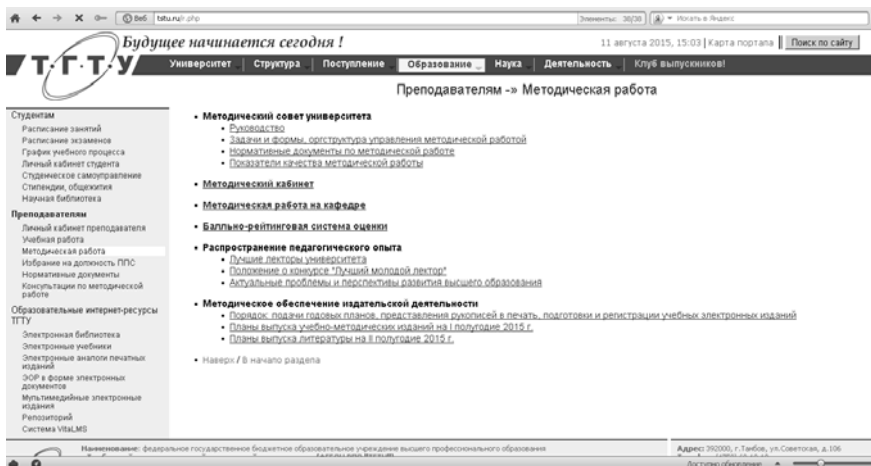 Веб tstu.ru/r.php
Элементы: 38/38 Искать в Яндекс
Будущее начинается сегодня !
11 августа 2015, 15:03 | Карта портала || Поиск по сайту
Т·Г·Т·У
Университет Структура Поступление Образование Наука Деятельность Клуб выпускников!
Преподавателям -» Методическая работа
Студентам
Расписание занятий
Расписание экзаменов
График учебного процесса
Личный кабинет студента
Студенческое самоуправление
Стипендии, общежития
Научная библиотека
Преподавателям
Личный кабинет преподавателя
Учебная работа
Методическая работа
Избрание на должность ППС
Нормативные документы
Консультации по методической
работе
Образовательные интернет-ресурсы
ТГТУ
Электронная библиотека
Электронные учебники
Электронные аналоги печатных
изданий
ЭОР в форме электронных
документов
Мультимедийные электронные
издания
Репозиторий
Система VitaLMS
• Методический совет университета
• Руководство
• Задачи и формы, оргструктура управления методической работой
• Нормативные документы по методической работе
• Показатели качества методической работы
• Методический кабинет
• Методическая работа на кафедре
• Балльно-рейтинговая система оценки
• Распространение педагогического опыта
• Лучшие лекторы университета
• Положение о конкурсе "Лучший молодой лектор"
• Актуальные проблемы и перспективы развития высшего образования
• Методическое обеспечение издательской деятельности
• Порядок: подачи годовых планов, представления рукописей в печать, подготовки и регистрации учебных электронных изданий
• Планы выпуска учебно-методических изданий на I полугодие 2015 г.
• Планы выпуска литературы на II полугодие 2015 г.
• Наверх / В начало раздела
Наименование: федеральное государственное бюджетное образовательное учреждение высшего профессионального образования
Адрес: 392000, г.Тамбов, ул.Советская, д.106
Доступно обновление